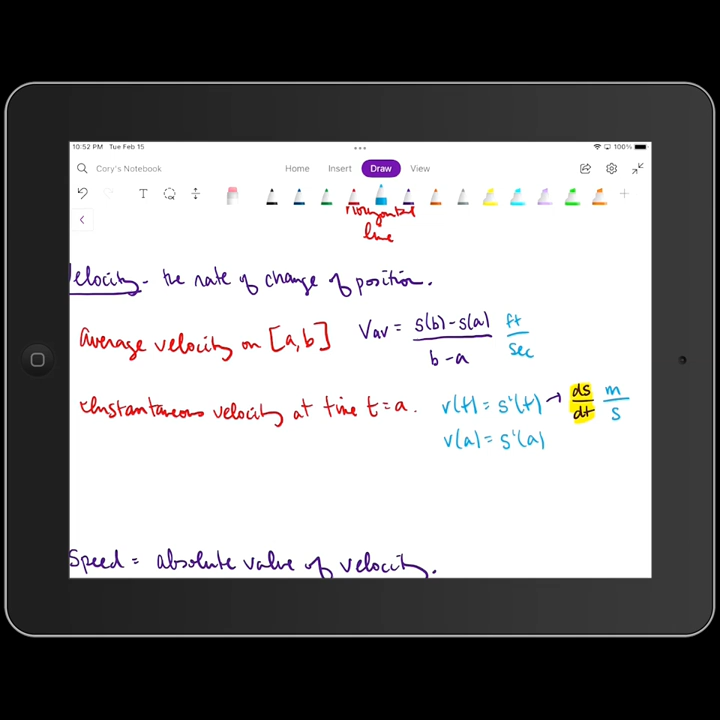 10:52 PM Tue Feb 15
100%
Cory's Notebook
Home Insert Draw View
T
Horizontal
line
Velocity - the rate of change of position.
Average velocity on [a,b] Vav = s(b)-s(a) / b-a ft/sec
Instantaneous velocity at time t=a. v(t) = s'(t) → ds/dt m/s
v(a) = s'(a)
Speed = absolute value of velocity.